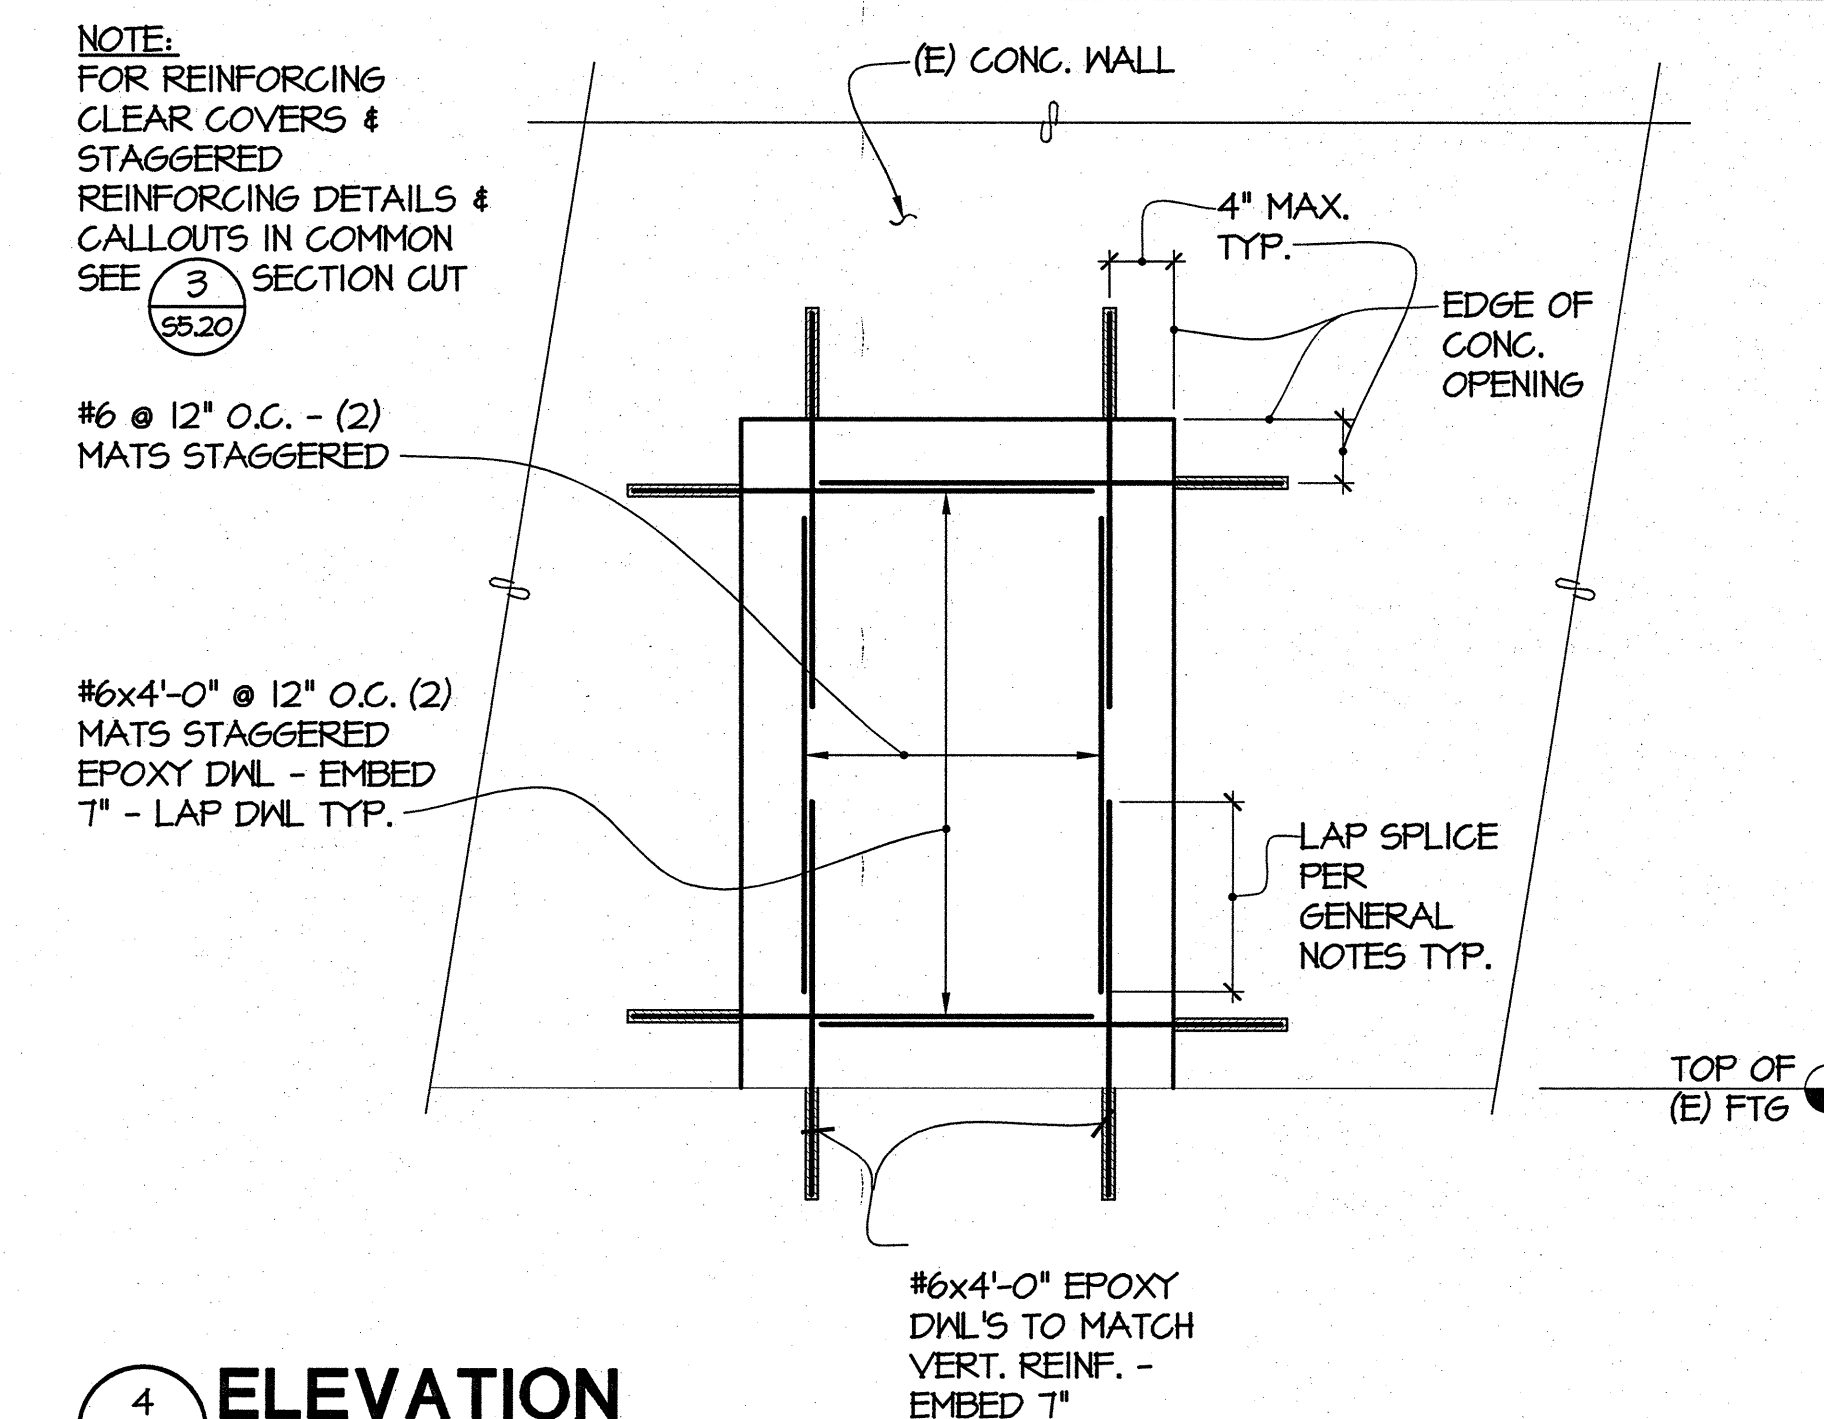 NOTE:
FOR REINFORCING
CLEAR COVERS &
STAGGERED
REINFORCING DETAILS &
CALLOUTS IN COMMON
SEE 3 SECTION CUT
S5.20
(E) CONC. WALL
4" MAX.
TYP.
EDGE OF
CONC.
OPENING
#6 @ 12" O.C. - (2)
MATS STAGGERED
#6x4'-0" @ 12" O.C. (2)
MATS STAGGERED
EPOXY DWL - EMBED
7" - LAP DWL TYP.
LAP SPLICE
PER
GENERAL
NOTES TYP.
TOP OF
(E) FTG
#6x4'-0" EPOXY
DWL'S TO MATCH
VERT. REINF. -
EMBED 7"
4
ELEVATION